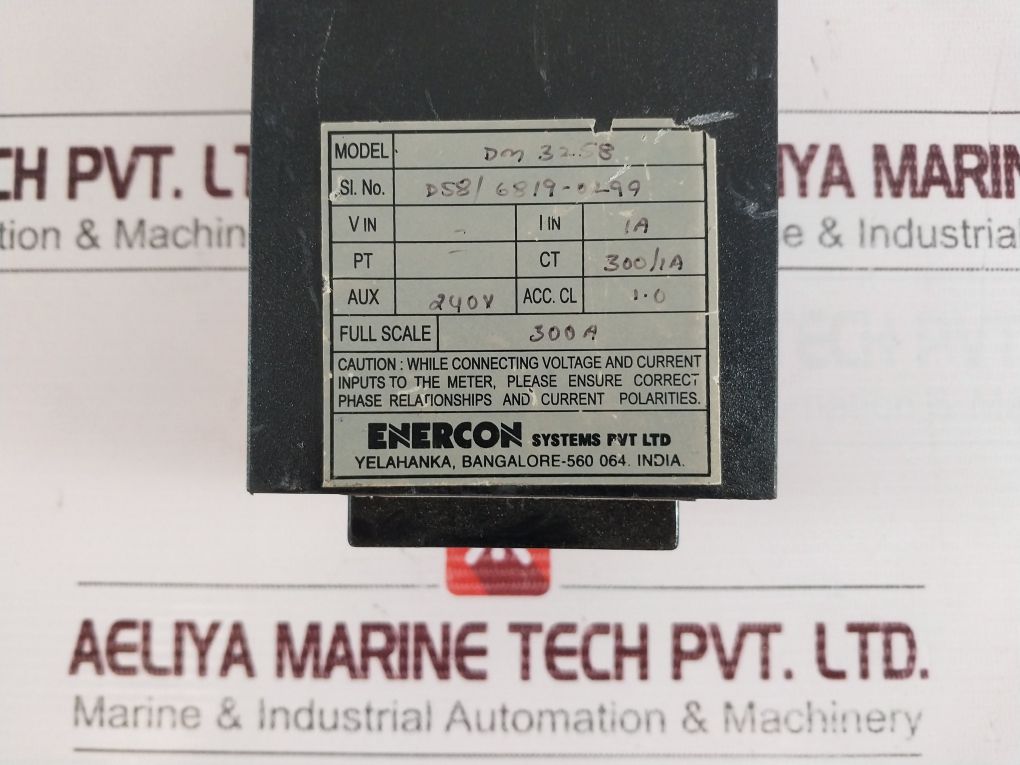 CH PVT. LT
tion & Machin
IYA MARIN
e & Industrial
MODEL DM 3258
Sl. No. D58/6819-0299
V IN - I IN 1A
PT - CT 300/1A
AUX 240V ACC. CL 1.0
FULL SCALE 300A
CAUTION : WHILE CONNECTING VOLTAGE AND CURRENT
INPUTS TO THE METER, PLEASE ENSURE CORRECT
PHASE RELATIONSHIPS AND CURRENT POLARITIES.
ENERCON SYSTEMS PVT LTD
YELAHANKA, BANGALORE-560 064. INDIA.
AELIYA MARINE TECH PVT. LTD.
Marine & Industrial Automation & Machinery